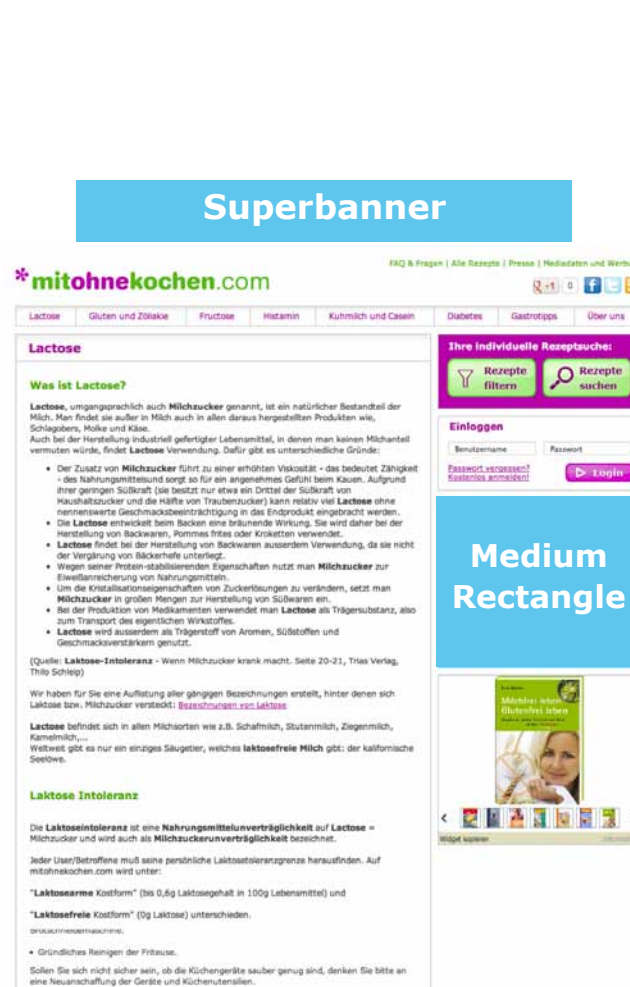 Superbanner
FAQ & Fragen | Alle Rezepte | Presse | Mediadaten und Werbu
*mitohnekochen.com
+1 0
Lactose Gluten und Zöliakie Fructose Histamin Kuhmilch und Casein Diabetes Gastrotipps Über uns
Lactose
Was ist Lactose?
Lactose, umgangsprachlich auch Milchzucker genannt, ist ein natürlicher Bestandteil der
Milch. Man findet sie außer in Milch auch in allen daraus hergestellten Produkten wie,
Schlagobers, Molke und Käse.
Auch bei der Herstellung industriell gefertigter Lebensmittel, in denen man keinen Milchanteil
vermuten würde, findet Lactose Verwendung. Dafür gibt es unterschiedliche Gründe:
• Der Zusatz von Milchzucker führt zu einer erhöhten Viskosität - das bedeutet Zähigkeit
- des Nahrungsmittelsund sorgt so für ein angenehmes Gefühl beim Kauen. Aufgrund
ihrer geringen Süßkraft (sie besitzt nur etwa ein Drittel der Süßkraft von
Haushaltszucker und die Hälfte von Traubenzucker) kann relativ viel Lactose ohne
nennenswerte Geschmacksbeeinträchtigung in das Endprodukt eingebracht werden.
• Die Lactose entwickelt beim Backen eine bräunende Wirkung. Sie wird daher bei der
Herstellung von Backwaren, Pommes frites oder Kroketten verwendet.
• Lactose findet bei der Herstellung von Backwaren ausserdem Verwendung, da sie nicht
der Vergärung von Bäckerhefe unterliegt.
• Wegen seiner Protein-stabilisierenden Eigenschaften nutzt man Milchzucker zur
Eiweißanreicherung von Nahrungsmitteln.
• Um die Kristallisationseigenschaften von Zuckerlösungen zu verändern, setzt man
Milchzucker in großen Mengen zur Herstellung von Süßwaren ein.
• Bei der Produktion von Medikamenten verwendet man Lactose als Trägersubstanz, also
zum Transport des eigentlichen Wirkstoffes.
• Lactose wird ausserdem als Trägerstoff von Aromen, Süßstoffen und
Geschmacksverstärkern genutzt.
(Quelle: Laktose-Intoleranz - Wenn Milchzucker krank macht. Seite 20-21, Trias Verlag,
Thilo Schleip)
Wir haben für Sie eine Auflistung aller gängigen Bezeichnungen erstellt, hinter denen sich
Laktose bzw. Milchzucker versteckt: Bezeichnungen von Laktose
Lactose befindet sich in allen Milchsorten wie z.B. Schafmilch, Stutenmilch, Ziegenmilch,
Kamelmilch,...
Weltweit gibt es nur ein einziges Säugetier, welches laktosefreie Milch gibt: der kalifornische
Seelöwe.
Laktose Intoleranz
Die Laktoseintoleranz ist eine Nahrungsmittelunverträglichkeit auf Lactose =
Milchzucker und wird auch als Milchzuckerunverträglichkeit bezeichnet.
Jeder User/Betroffene muß seine persönliche Laktosetoleranzgrenze herausfinden. Auf
mitohnekochen.com wird unter:
"Laktosearme Kostform" (bis 0,6g Laktosegehalt in 100g Lebensmittel) und
"Laktosefreie Kostform" (0g Laktose) unterschieden.
Brotschneidemaschine.
• Gründliches Reinigen der Friteuse.
Sollen Sie sich nicht sicher sein, ob die Küchengeräte sauber genug sind, denken Sie bitte an
eine Neuanschaffung der Geräte und Küchenutensilien.
Ihre individuelle Rezeptsuche:
Rezepte filtern
Rezepte suchen
Einloggen
Benutzername Passwort
Passwort vergessen?
Kostenlos anmelden!
Login
Medium
Rectangle
Milchfrei leben
Glutenfrei leben
Widget kopieren